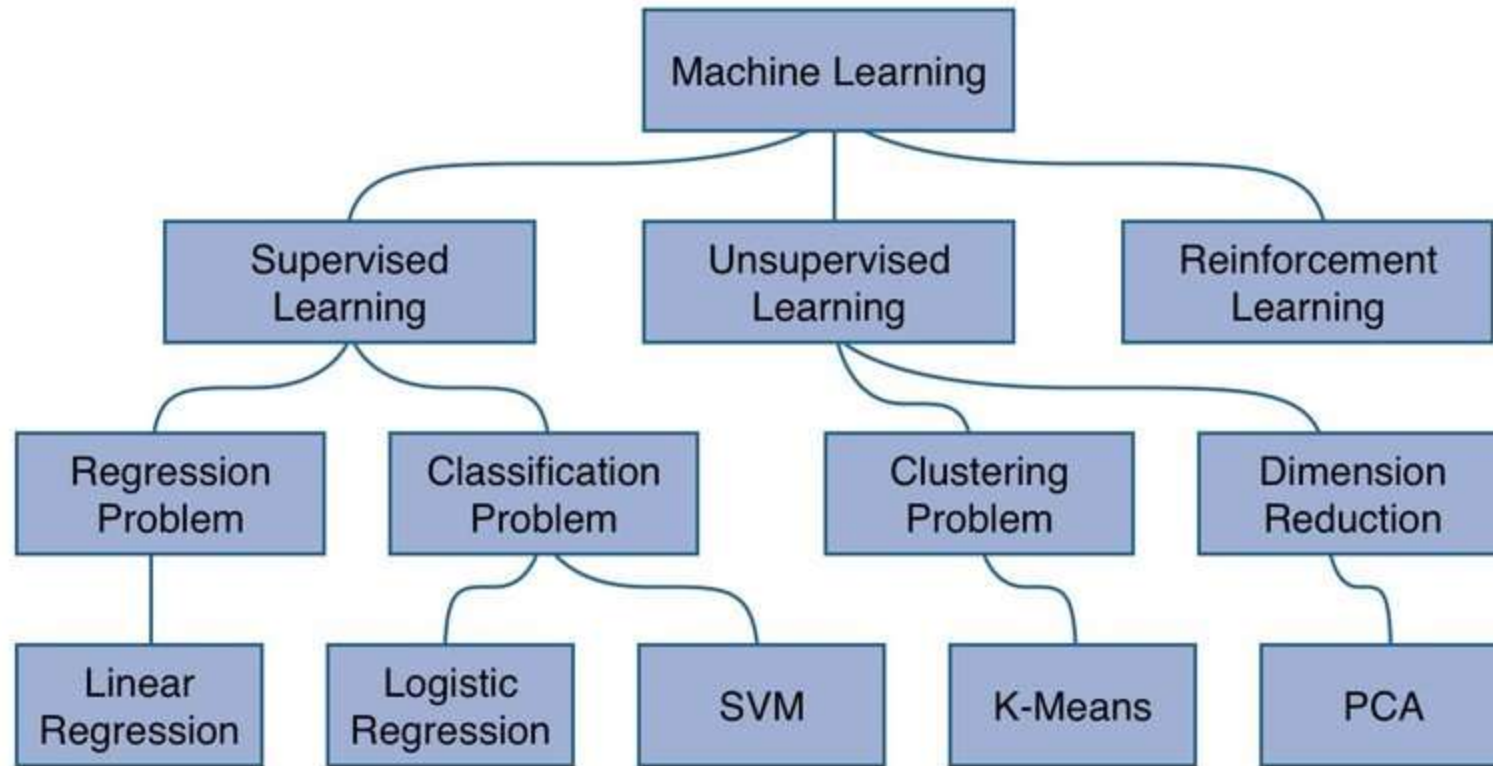 Machine Learning
Supervised
Learning
Unsupervised
Learning
Reinforcement
Learning
Regression
Problem
Classification
Problem
Clustering
Problem
Dimension
Reduction
Linear
Regression
Logistic
Regression
SVM
K-Means
PCA